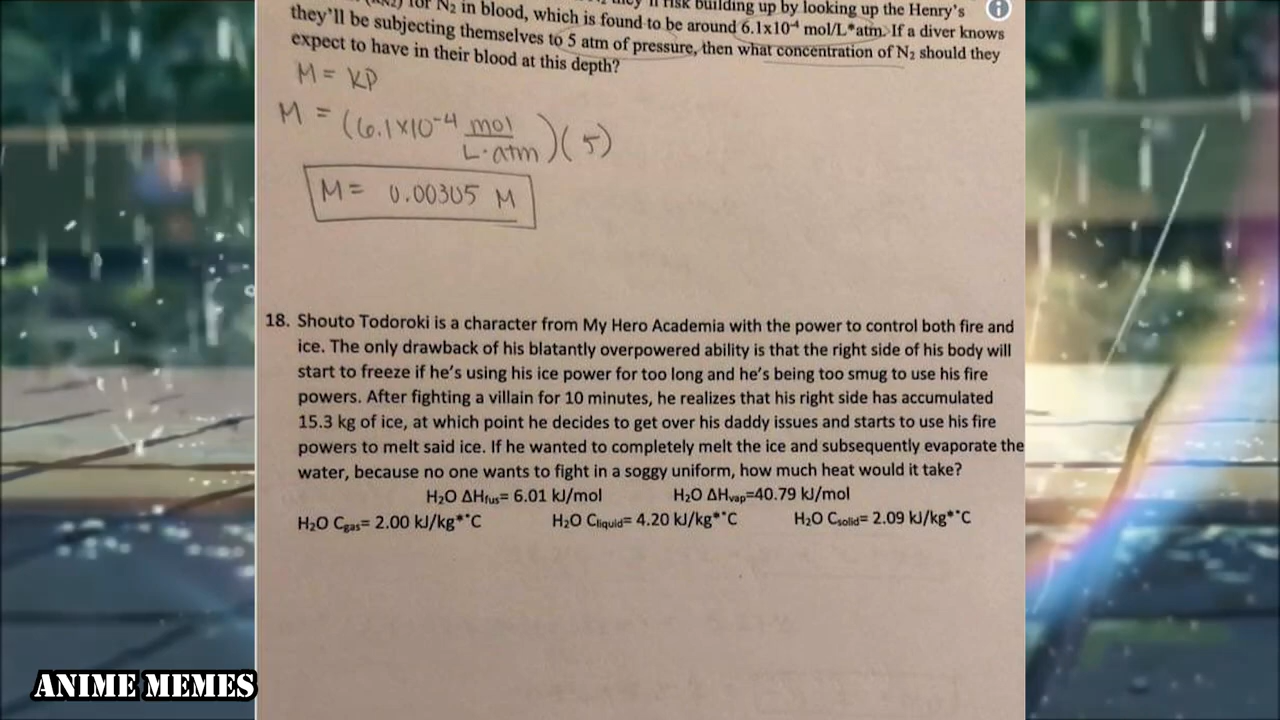 for N₂ in blood, which is found to be around 6.1x10⁻⁴ mol/L*atm. If a diver knows
risk building up by looking up the Henry's
they'll be subjecting themselves to 5 atm of pressure, then what concentration of N₂ should they
expect to have in their blood at this depth?
M = KP
M = (6.1x10⁻⁴ mol/L·atm)(5)
M = 0.00305 M
18. Shouto Todoroki is a character from My Hero Academia with the power to control both fire and
ice. The only drawback of his blatantly overpowered ability is that the right side of his body will
start to freeze if he's using his ice power for too long and he's being too smug to use his fire
powers. After fighting a villain for 10 minutes, he realizes that his right side has accumulated
15.3 kg of ice, at which point he decides to get over his daddy issues and starts to use his fire
powers to melt said ice. If he wanted to completely melt the ice and subsequently evaporate the
water, because no one wants to fight in a soggy uniform, how much heat would it take?
H₂O ΔHfus= 6.01 kJ/mol H₂O ΔHvap=40.79 kJ/mol
H₂O Cgas= 2.00 kJ/kg*°C H₂O Cliquid= 4.20 kJ/kg*°C H₂O Csolid= 2.09 kJ/kg*°C
ANIME MEMES